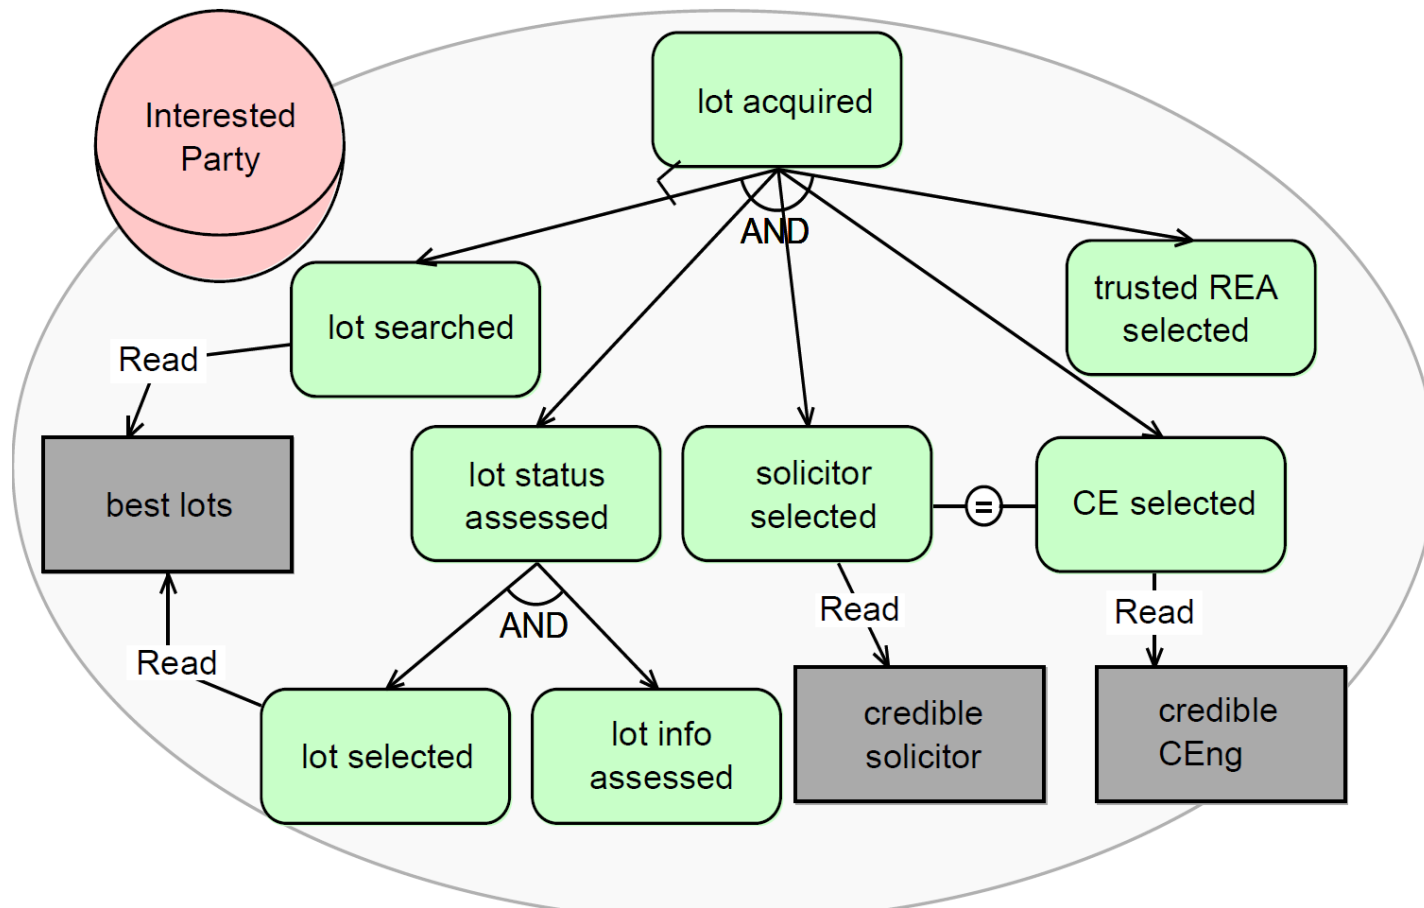 Interested
Party
lot acquired
AND
lot searched
trusted REA
selected
Read
best lots
lot status
assessed
solicitor
selected
=
CE selected
AND
Read
Read
Read
lot selected
lot info
assessed
credible
solicitor
credible
CEng